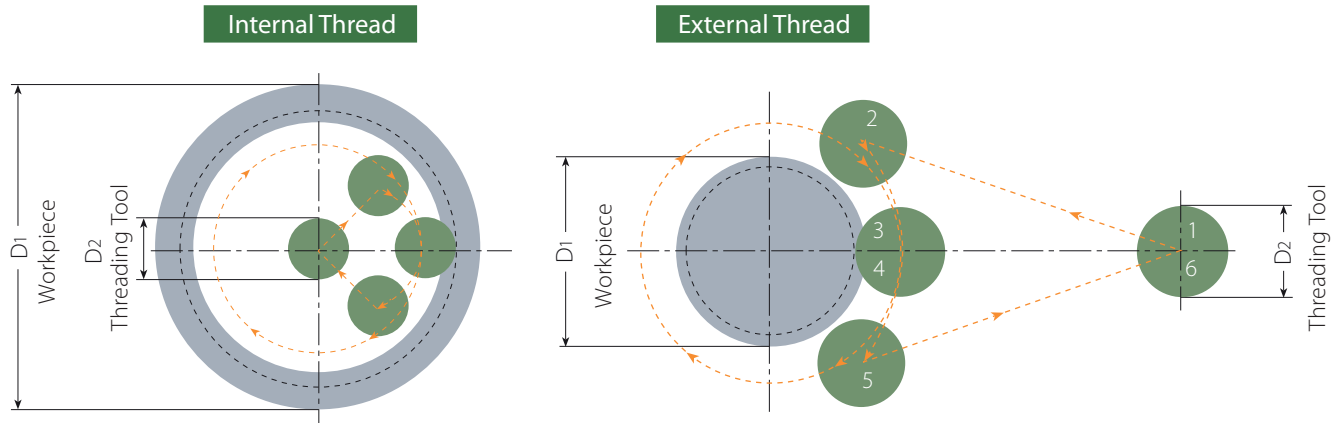 Internal Thread
External Thread
D1
Workpiece
D2
Threading Tool
D1
Workpiece
2
3
4
5
1
6
D2
Threading Tool